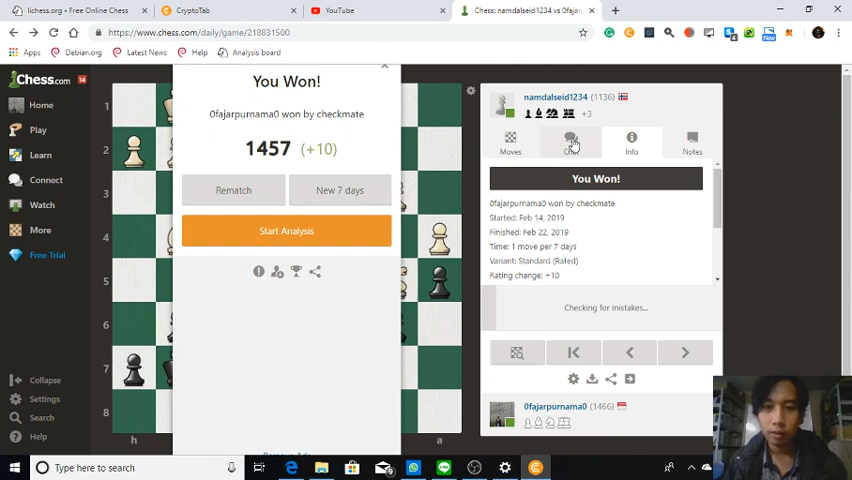 lichess.org • Free Online Chess
CryptoTab
YouTube
Chess: namdalseid1234 vs 0fajar
https://www.chess.com/daily/game/218831500
Apps
Debian.org
Latest News
Help
Analysis board
New
Chess.com
14
Home
Play
Learn
Connect
Watch
More
Free Trial
Collapse
Settings
Search
Help
1
2
3
4
5
6
7
8
h
a
You Won!
0fajarpurnama0 won by checkmate
1457 (+10)
Rematch
New 7 days
Start Analysis
namdalseid1234 (1136)
+3
Moves
Chat
Info
Notes
You Won!
0fajarpurnama0 won by checkmate
Started: Feb 14, 2019
Finished: Feb 22, 2019
Time: 1 move per 7 days
Variant: Standard (Rated)
Rating change: +10
Checking for mistakes...
0fajarpurnama0 (1466)
Type here to search